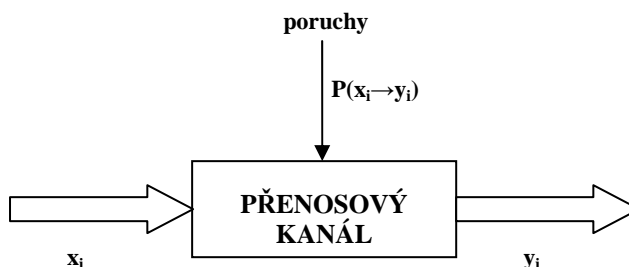 poruchy
P(xᵢ→yᵢ)
PŘENOSOVÝ
KANÁL
xᵢ
yᵢ